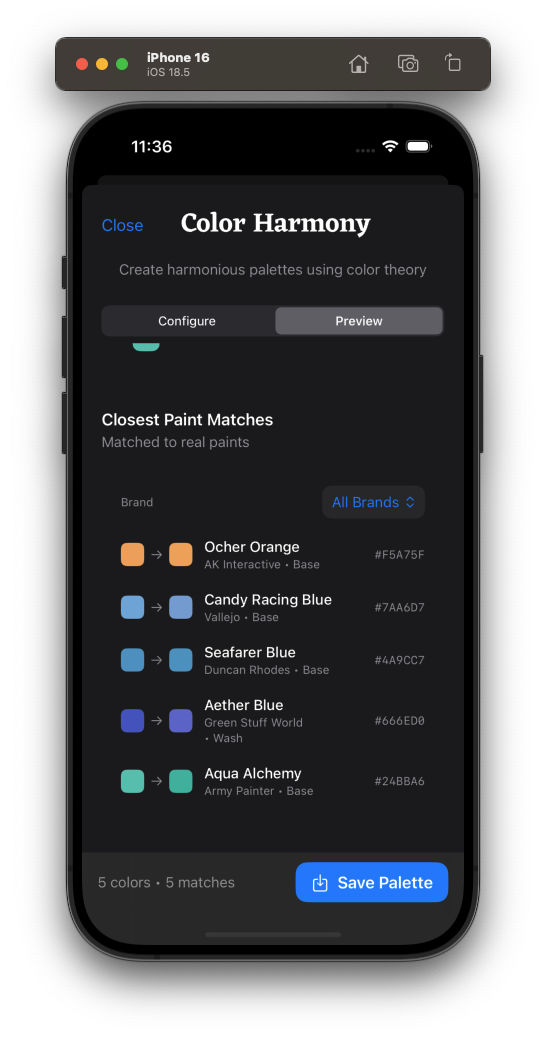 iPhone 16
iOS 18.5
11:36
Close
Color Harmony
Create harmonious palettes using color theory
Configure
Preview
Closest Paint Matches
Matched to real paints
Brand
All Brands
Ocher Orange
AK Interactive • Base
#F5A75F
Candy Racing Blue
Vallejo • Base
#7AA6D7
Seafarer Blue
Duncan Rhodes • Base
#4A9CC7
Aether Blue
Green Stuff World
• Wash
#666ED0
Aqua Alchemy
Army Painter • Base
#24BBA6
5 colors • 5 matches
Save Palette